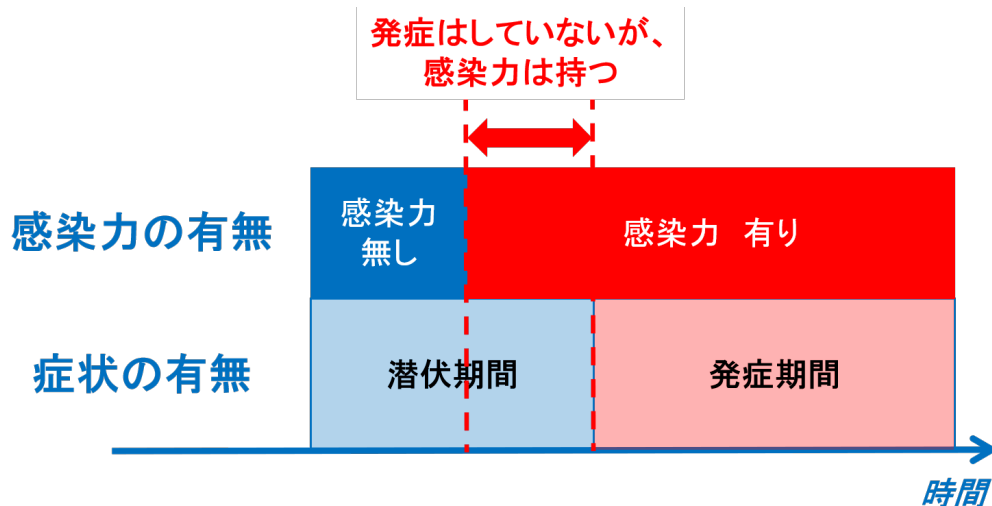 発症はしていないが、
感染力は持つ
感染力の有無
感染力
無し
感染力　有り
症状の有無
潜伏期間
発症期間
時間